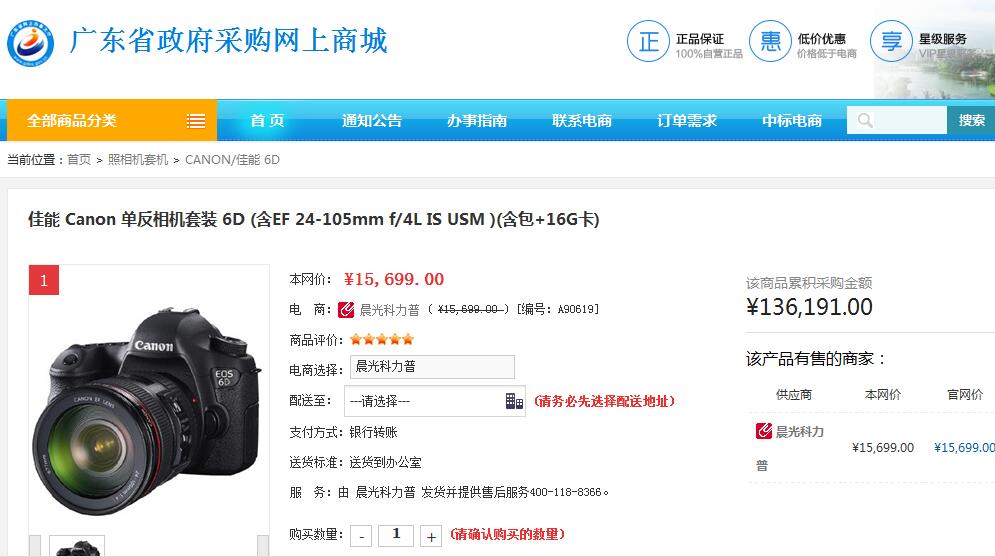 广东省政府采购网上商城
正 正品保证
100%自营正品
惠 低价优惠
价格低于电商
享 星级服务
VIP星级服务
全部商品分类 首 页 通知公告 办事指南 联系电商 订单需求 中标电商 搜索
当前位置：首页 > 照相机套机 > CANON/佳能 6D
佳能 Canon 单反相机套装 6D (含EF 24-105mm f/4L IS USM )(含包+16G卡)
1
Canon
EOS
6D
CANON EF LENS
本网价： ¥15,699.00
电 商： 晨光科力普 （ ¥15,699.00 ）[编号：A90619]
商品评价：
电商选择： 晨光科力普
配送至： ---请选择--- （请务必先选择配送地址）
支付方式：银行转账
送货标准：送货到办公室
服 务：由 晨光科力普 发货并提供售后服务400-118-8366。
购买数量： - 1 + （请确认购买的数量）
该商品累积采购金额
¥136,191.00
该产品有售的商家：
供应商 本网价 官网价
晨光科力普 ¥15,699.00 ¥15,699.00